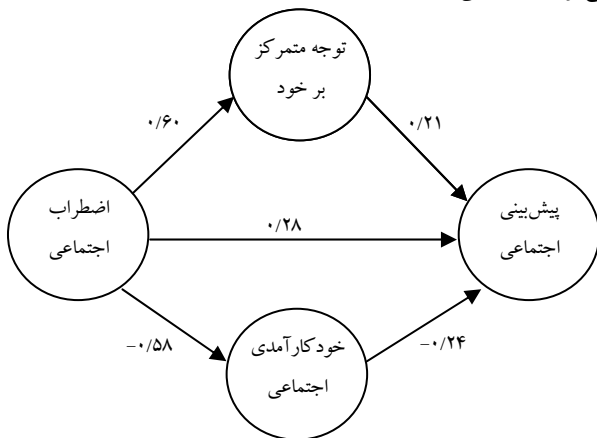 توجه متمرکز
بر خود
۰/۶۰
۰/۲۱
اضطراب
اجتماعی
۰/۲۸
پیش‌بینی
اجتماعی
−۰/۵۸
خودکارآمدی
اجتماعی
−۰/۲۴